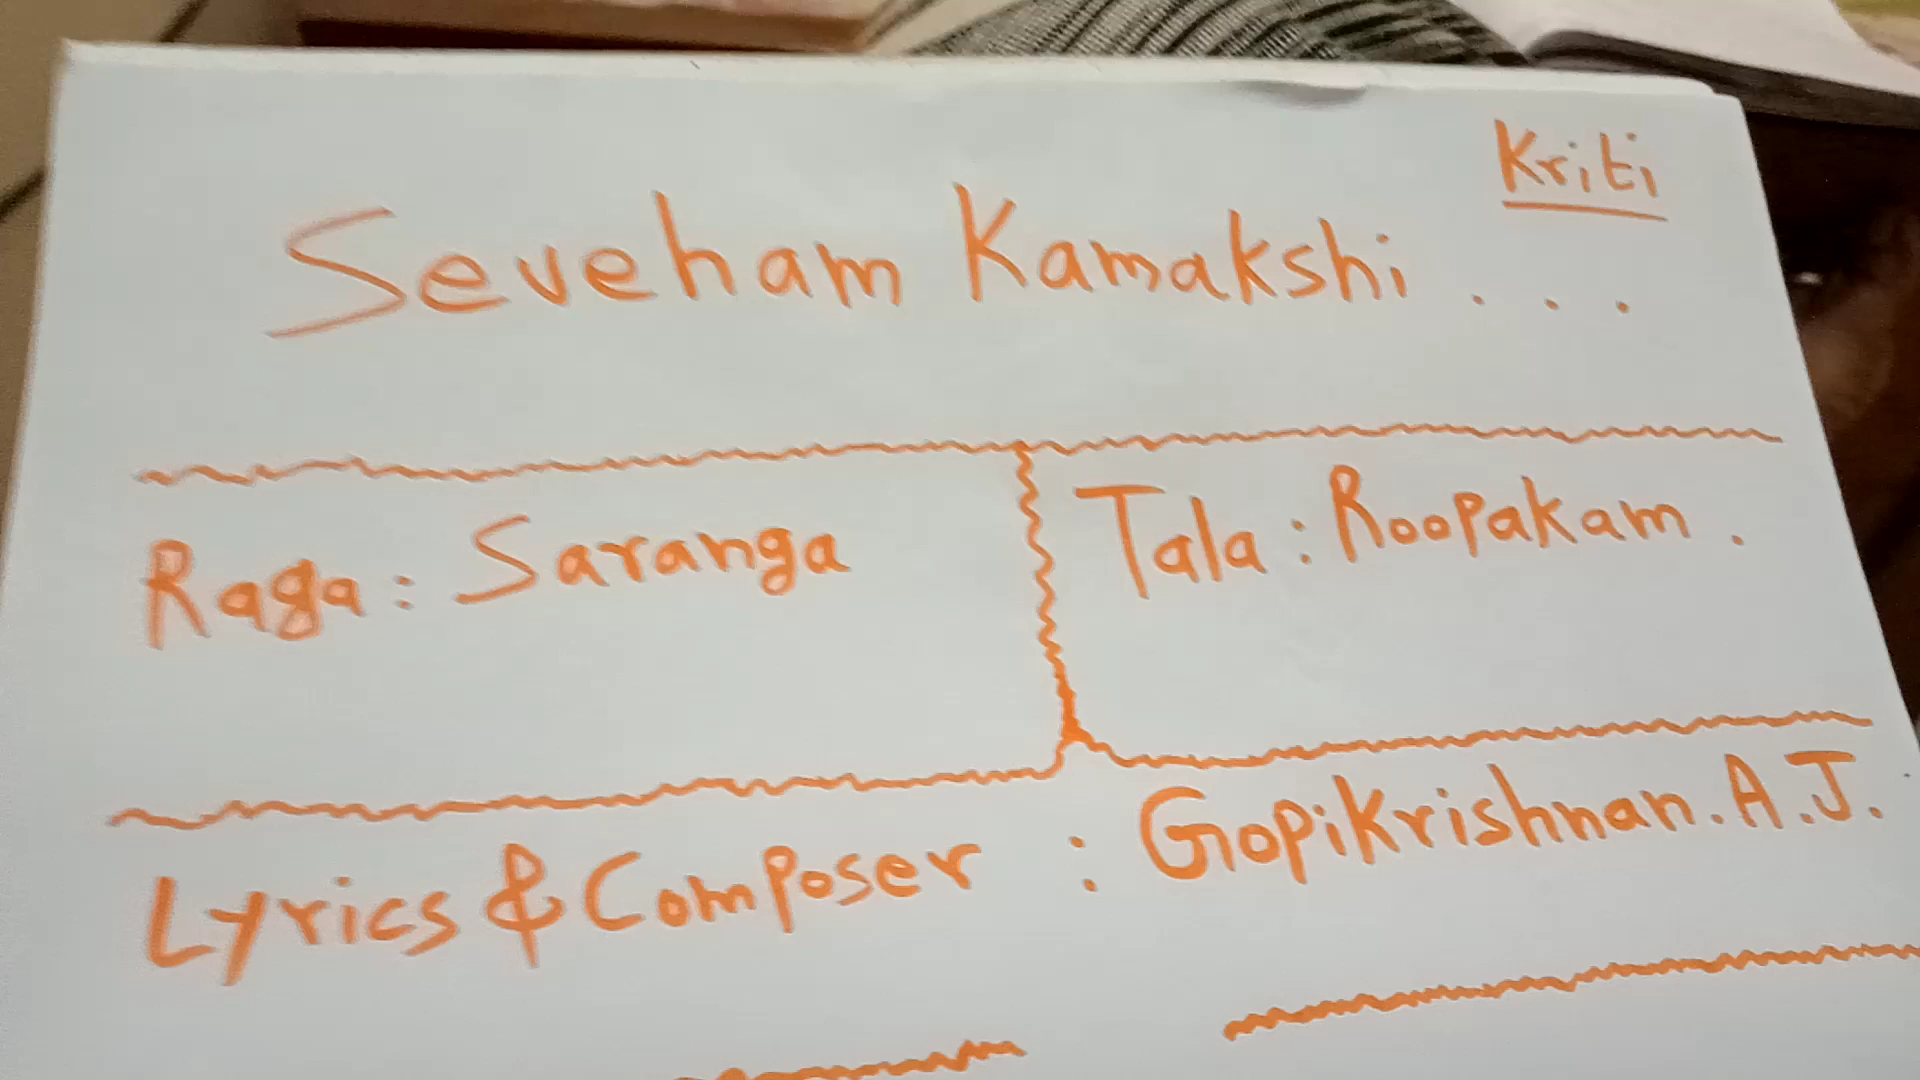 Kriti
Seveham Kamakshi ...
Raga: Saranga
Tala: Roopakam.
Lyrics & Composer : Gopikrishnan.A.J.